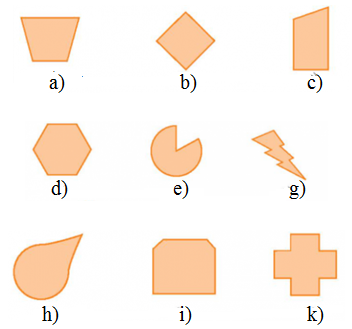 a) b) c)
d) e) g)
h) i) k)